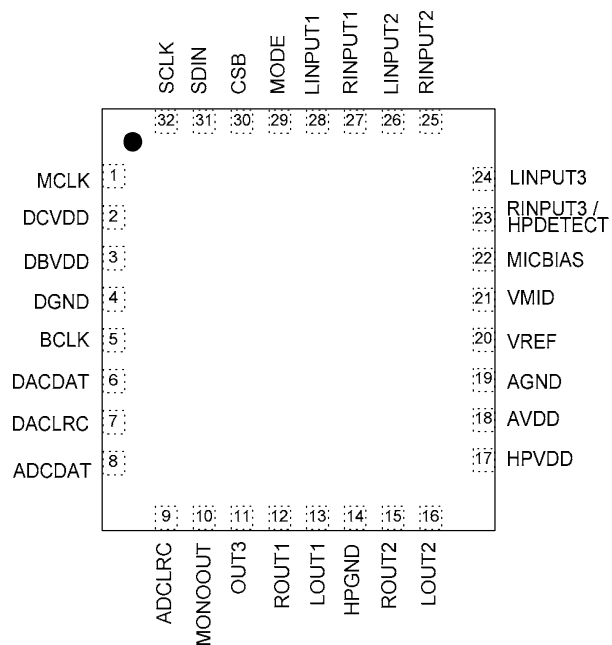 SCLK
SDIN
CSB
MODE
LINPUT1
RINPUT1
LINPUT2
RINPUT2
32 31 30 29 28 27 26 25
MCLK 1
DCVDD 2
DBVDD 3
DGND 4
BCLK 5
DACDAT 6
DACLRC 7
ADCDAT 8
24 LINPUT3
23 RINPUT3 /
HPDETECT
22 MICBIAS
21 VMID
20 VREF
19 AGND
18 AVDD
17 HPVDD
9 10 11 12 13 14 15 16
ADCLRC
MONOOUT
OUT3
ROUT1
LOUT1
HPGND
ROUT2
LOUT2